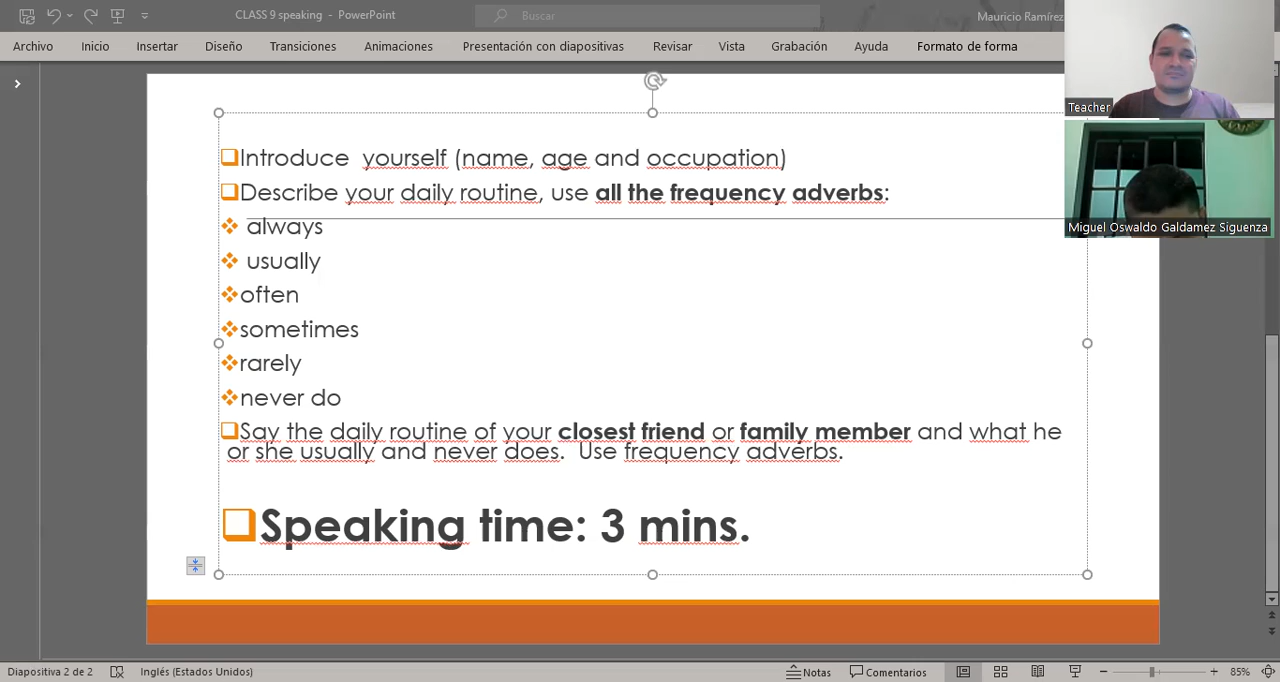 CLASS 9 speaking - PowerPoint
Buscar
Mauricio Ramírez
Archivo Inicio Insertar Diseño Transiciones Animaciones Presentación con diapositivas Revisar Vista Grabación Ayuda Formato de forma
Teacher
Miguel Oswaldo Galdamez Siguenza
Introduce yourself (name, age and occupation)
Describe your daily routine, use all the frequency adverbs:
always
usually
often
sometimes
rarely
never do
Say the daily routine of your closest friend or family member and what he
or she usually and never does. Use frequency adverbs.
Speaking time: 3 mins.
Diapositiva 2 de 2 Inglés (Estados Unidos) Notas Comentarios 85%